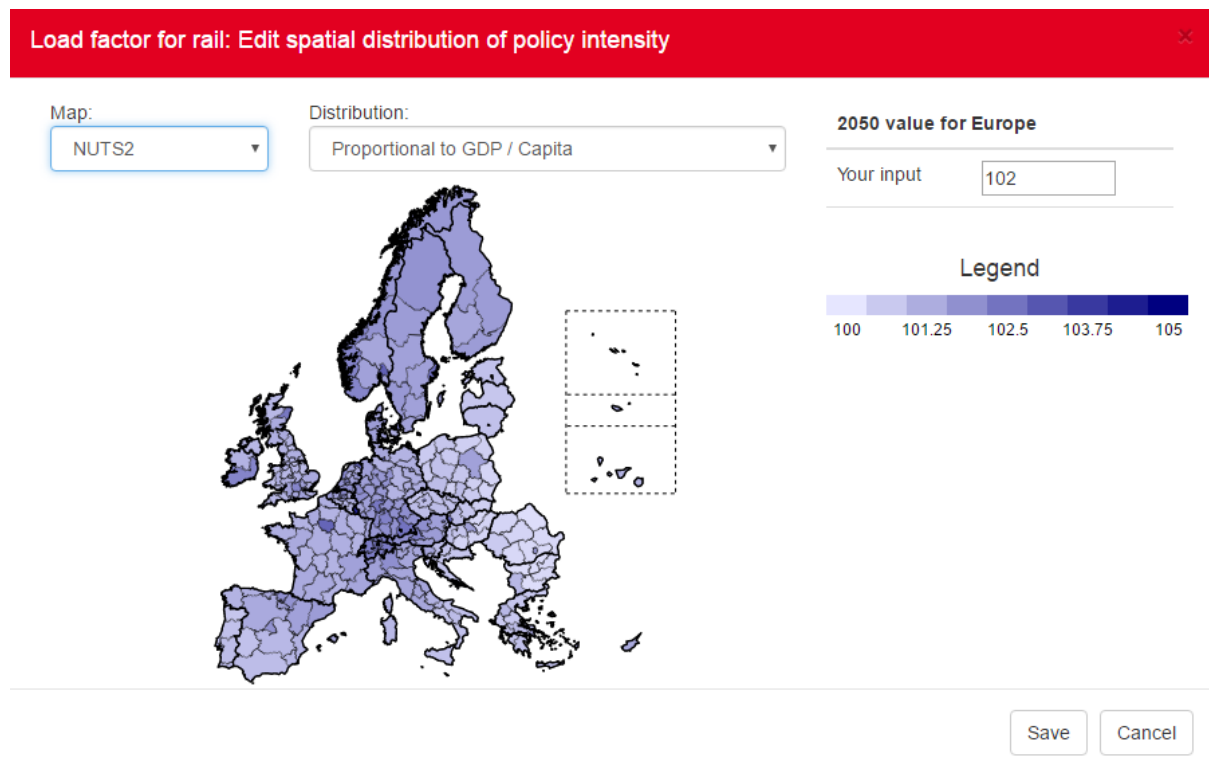 Load factor for rail: Edit spatial distribution of policy intensity ×
Map:
NUTS2
Distribution:
Proportional to GDP / Capita
2050 value for Europe
Your input 102
Legend
100 101.25 102.5 103.75 105
Save Cancel